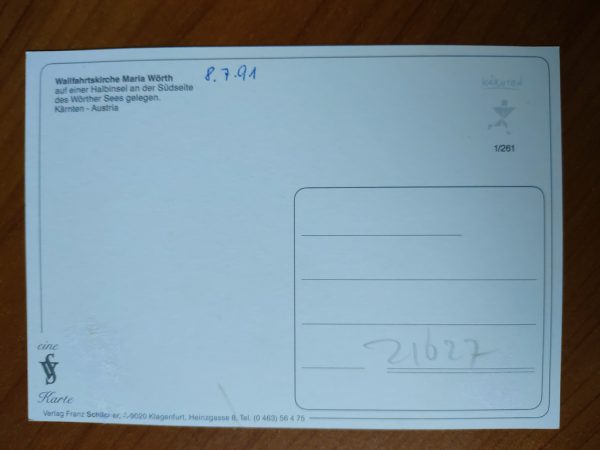 Wallfahrtskirche Maria Wörth
auf einer Halbinsel an der Südseite
des Wörther Sees gelegen.
Kärnten - Austria
8.7.91
Kärnten
1/261
21627
eine
Karte
Verlag Franz Schilcher, A-9020 Klagenfurt, Heinzgasse 8, Tel. (0 463) 56 4 75